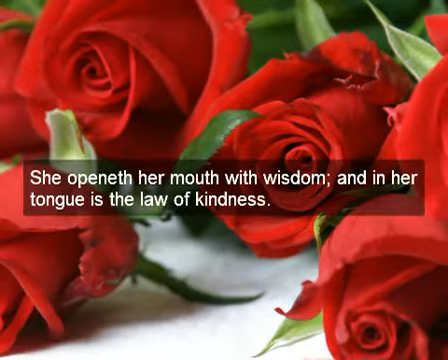 She openeth her mouth with wisdom; and in her
tongue is the law of kindness.